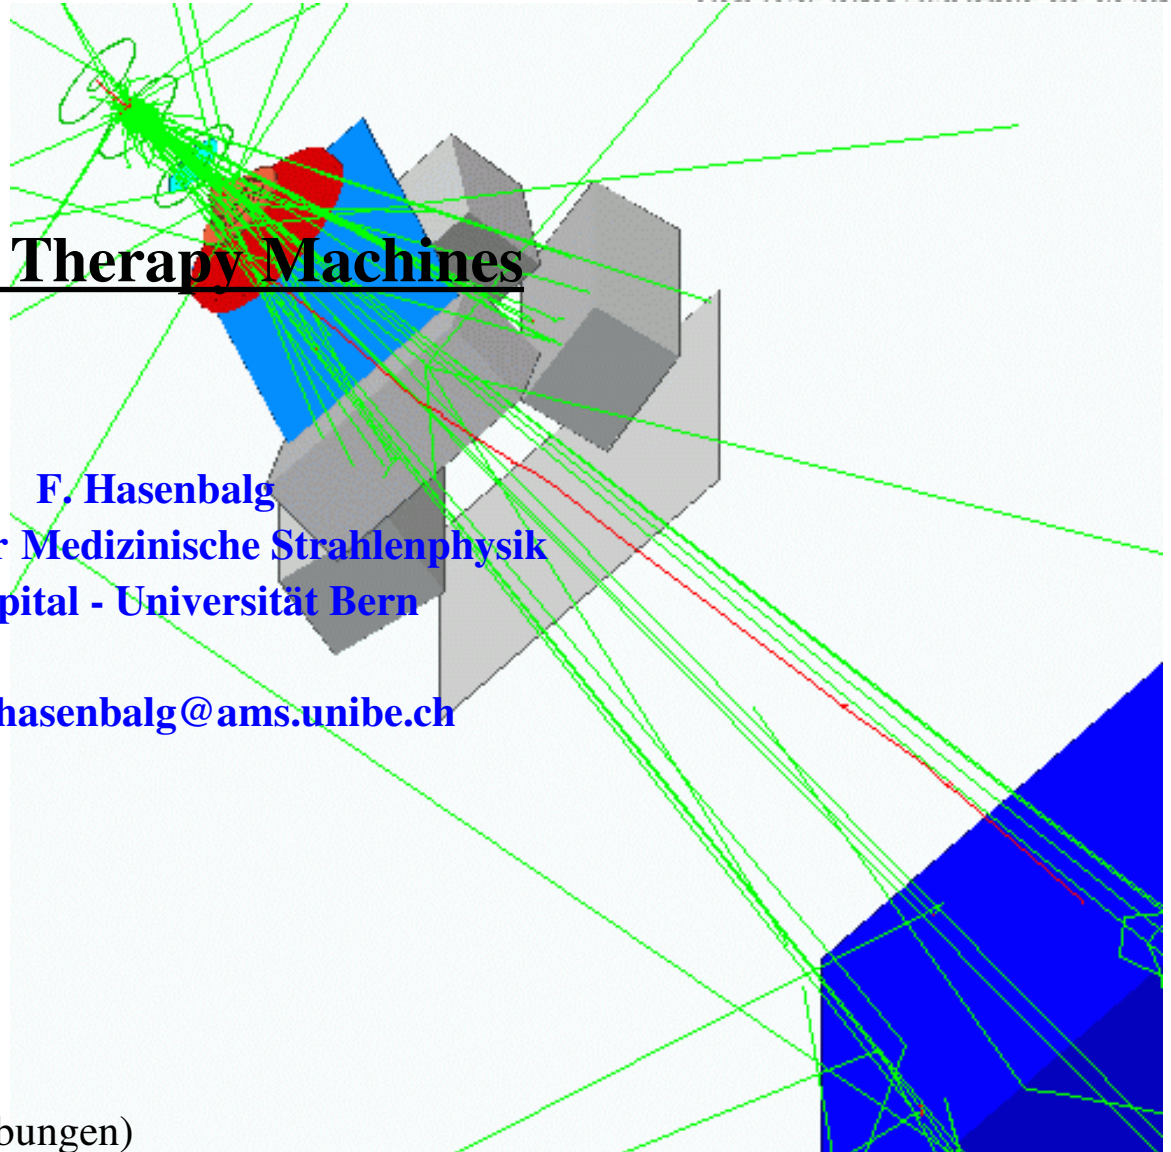 Therapy Machines
F. Hasenbalg
r Medizinische Strahlenphysik
pital - Universität Bern
hasenbalg@ams.unibe.ch
bungen)